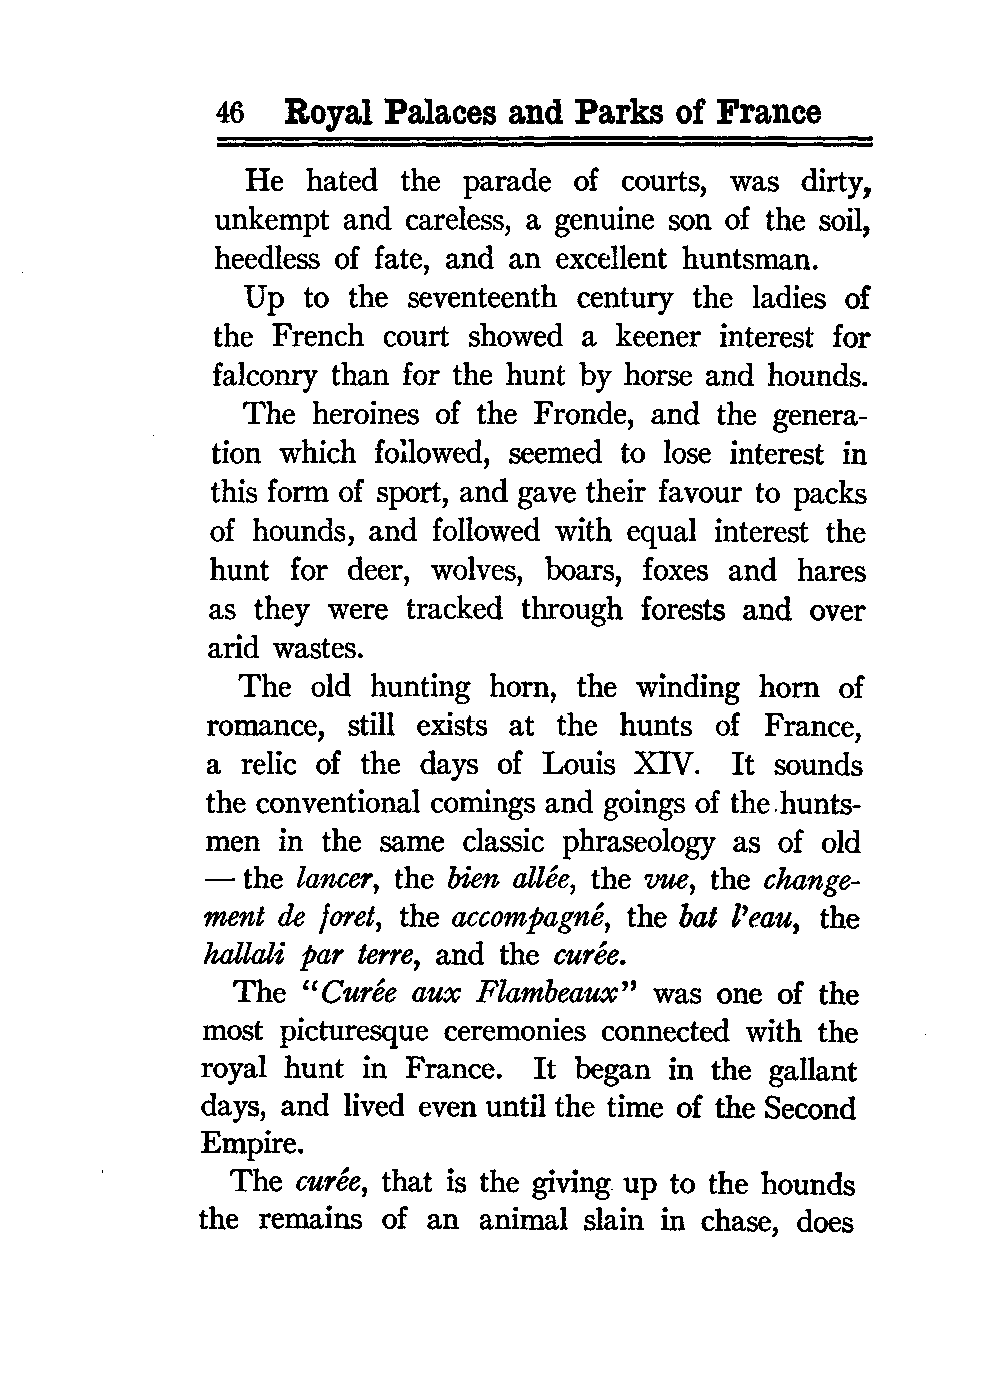 46 Royal Palaces and Parks of France
He hated the parade of courts, was dirty,
unkempt and careless, a genuine son of the soil,
heedless of fate, and an excellent huntsman.
Up to the seventeenth century the ladies of
the French court showed a keener interest for
falconry than for the hunt by horse and hounds.
The heroines of the Fronde, and the genera-
tion which followed, seemed to lose interest in
this form of sport, and gave their favour to packs
of hounds, and followed with equal interest the
hunt for deer, wolves, boars, foxes and hares
as they were tracked through forests and over
arid wastes.
The old hunting horn, the winding horn of
romance, still exists at the hunts of France,
a relic of the days of Louis XIV. It sounds
the conventional comings and goings of the hunts-
men in the same classic phraseology as of old
— the lancer, the bien allée, the vue, the change-
ment de foret, the accompagné, the bat l'eau, the
hallali par terre, and the curée.
The "Curée aux Flambeaux" was one of the
most picturesque ceremonies connected with the
royal hunt in France. It began in the gallant
days, and lived even until the time of the Second
Empire.
The curée, that is the giving up to the hounds
the remains of an animal slain in chase, does